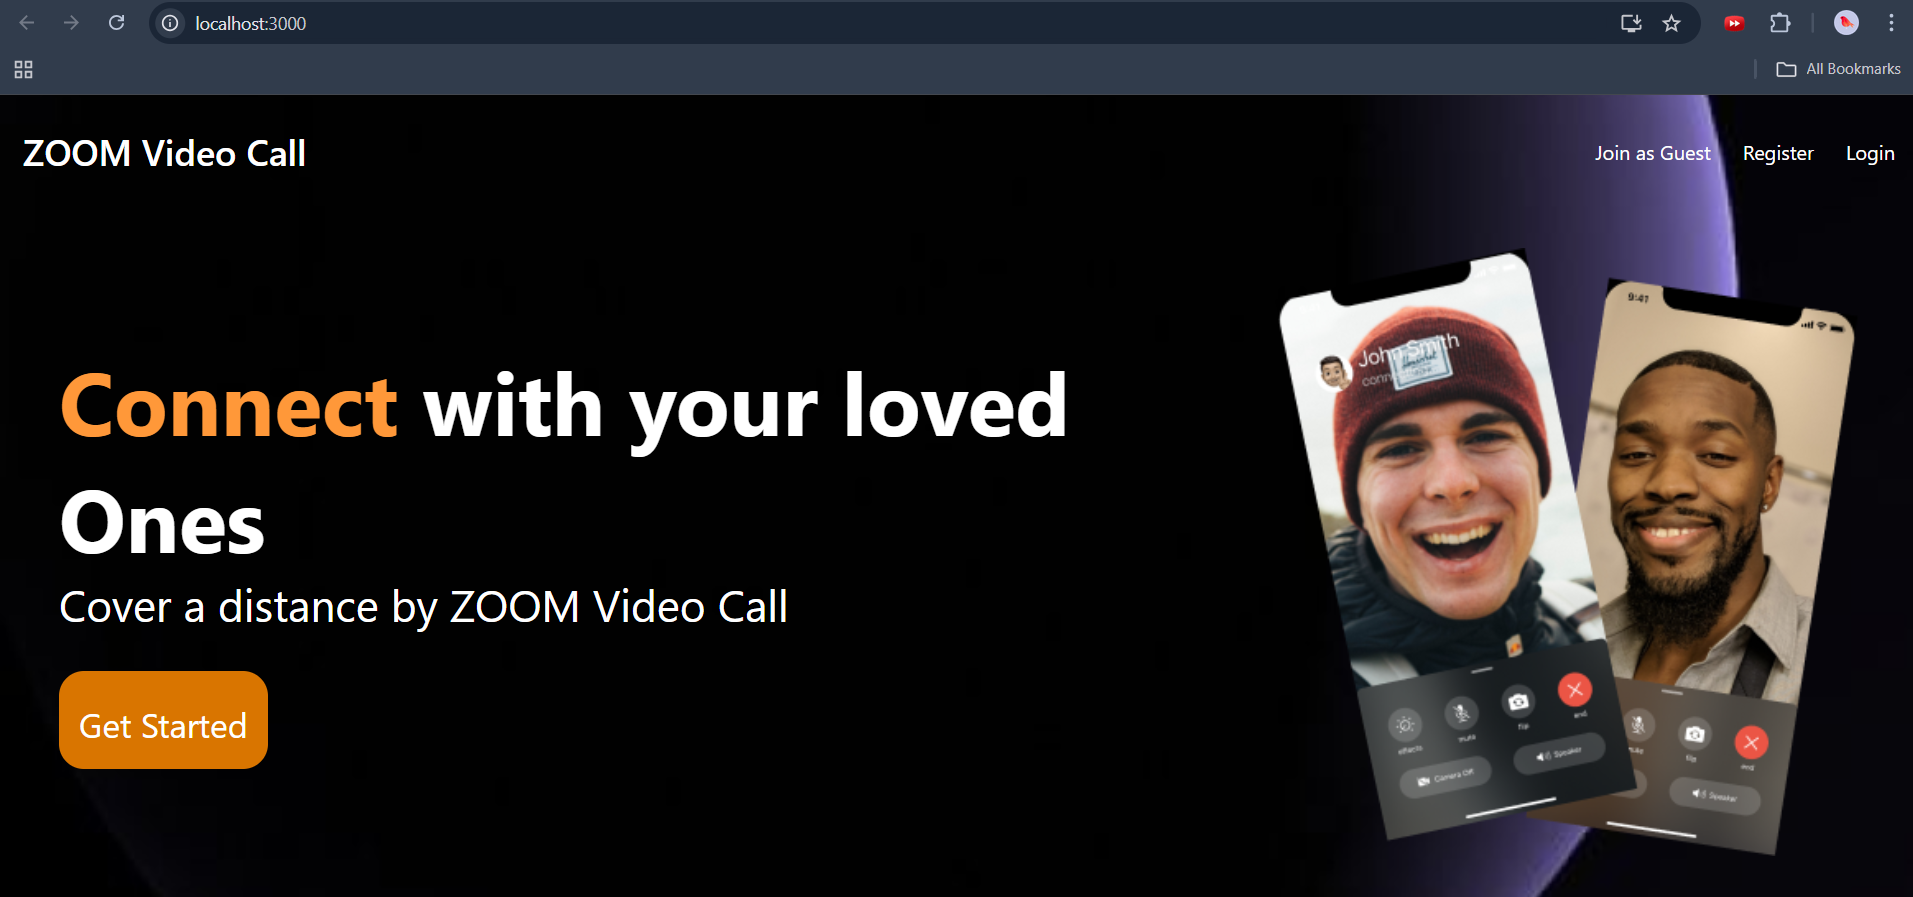 localhost:3000
All Bookmarks
ZOOM Video Call
Join as Guest
Register
Login
Connect with your loved
Ones
Cover a distance by ZOOM Video Call
Get Started
John Smith
9:41
effects
mute
flip
end
Camera Off
Speaker
flip
end
Speaker